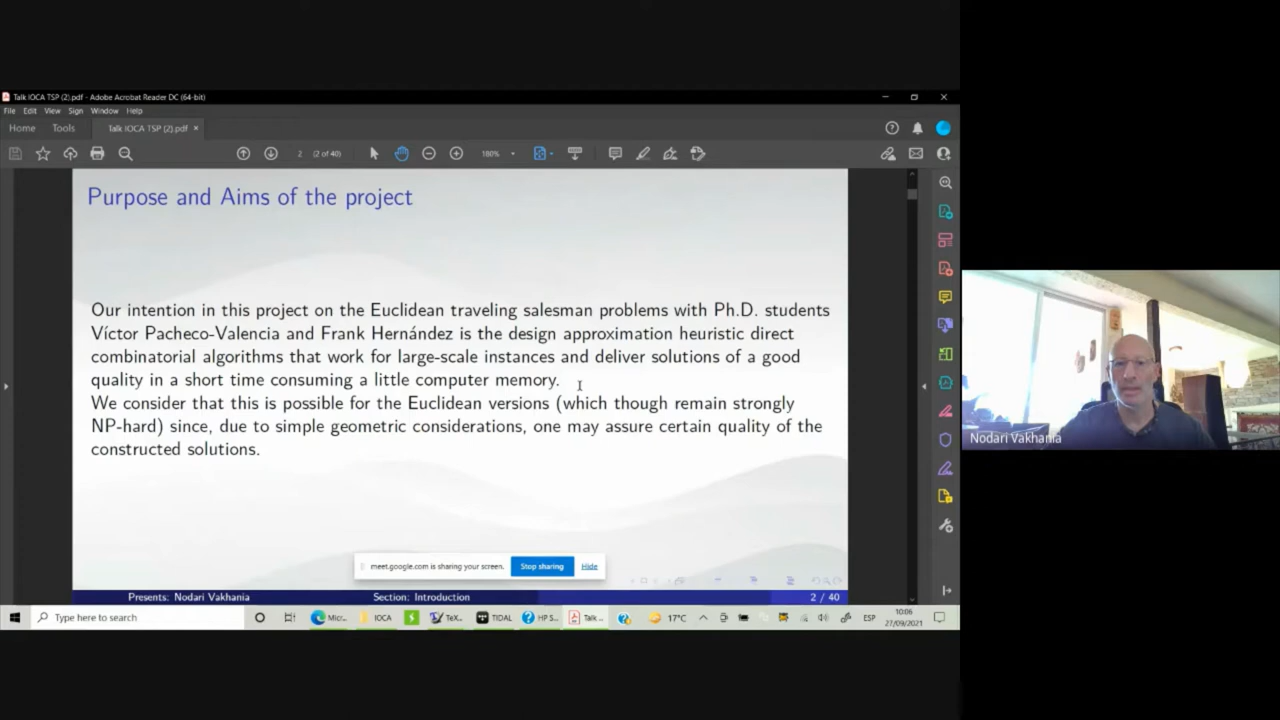 Talk IOCA TSP (2).pdf - Adobe Acrobat Reader DC (64-bit)
File Edit View Sign Window Help
Home Tools Talk IOCA TSP (2).pdf ×
2 (2 of 40) 180%
Purpose and Aims of the project
Our intention in this project on the Euclidean traveling salesman problems with Ph.D. students
Víctor Pacheco-Valencia and Frank Hernández is the design approximation heuristic direct
combinatorial algorithms that work for large-scale instances and deliver solutions of a good
quality in a short time consuming a little computer memory.
We consider that this is possible for the Euclidean versions (which though remain strongly
NP-hard) since, due to simple geometric considerations, one may assure certain quality of the
constructed solutions.
Nodari Vakhania
meet.google.com is sharing your screen. Stop sharing Hide
Presents: Nodari Vakhania Section: Introduction 2 / 40
Type here to search Micr... IOCA TeX... TIDAL HP S... Talk ... 17°C ESP 10:06
27/09/2021